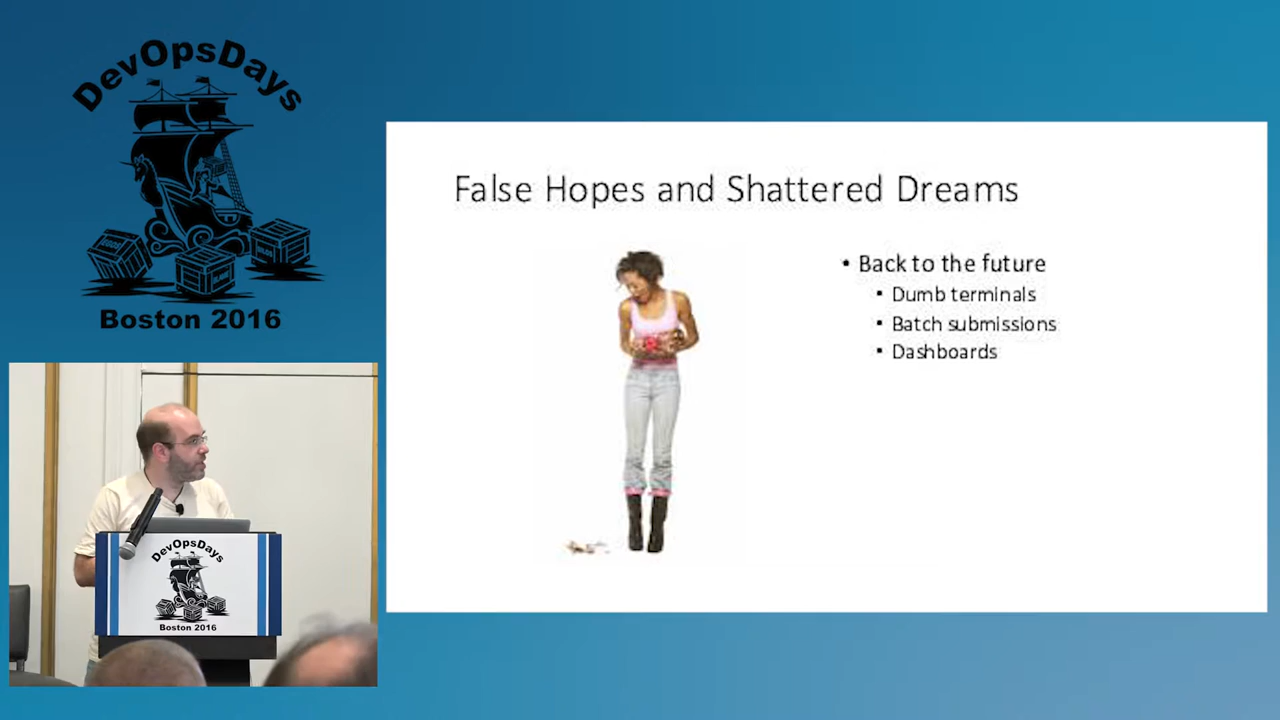 DevOpsDays
Boston 2016
False Hopes and Shattered Dreams
• Back to the future
▪ Dumb terminals
▪ Batch submissions
▪ Dashboards
DevOpsDays
Boston 2016